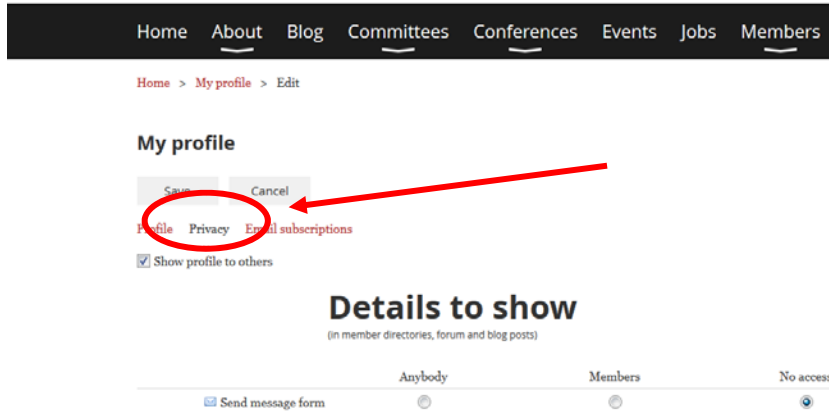 Home About Blog Committees Conferences Events Jobs Members
Home > My profile > Edit
My profile
Save Cancel
Profile Privacy Email subscriptions
Show profile to others
Details to show
(in member directories, forum and blog posts)
Anybody Members No access
Send message form